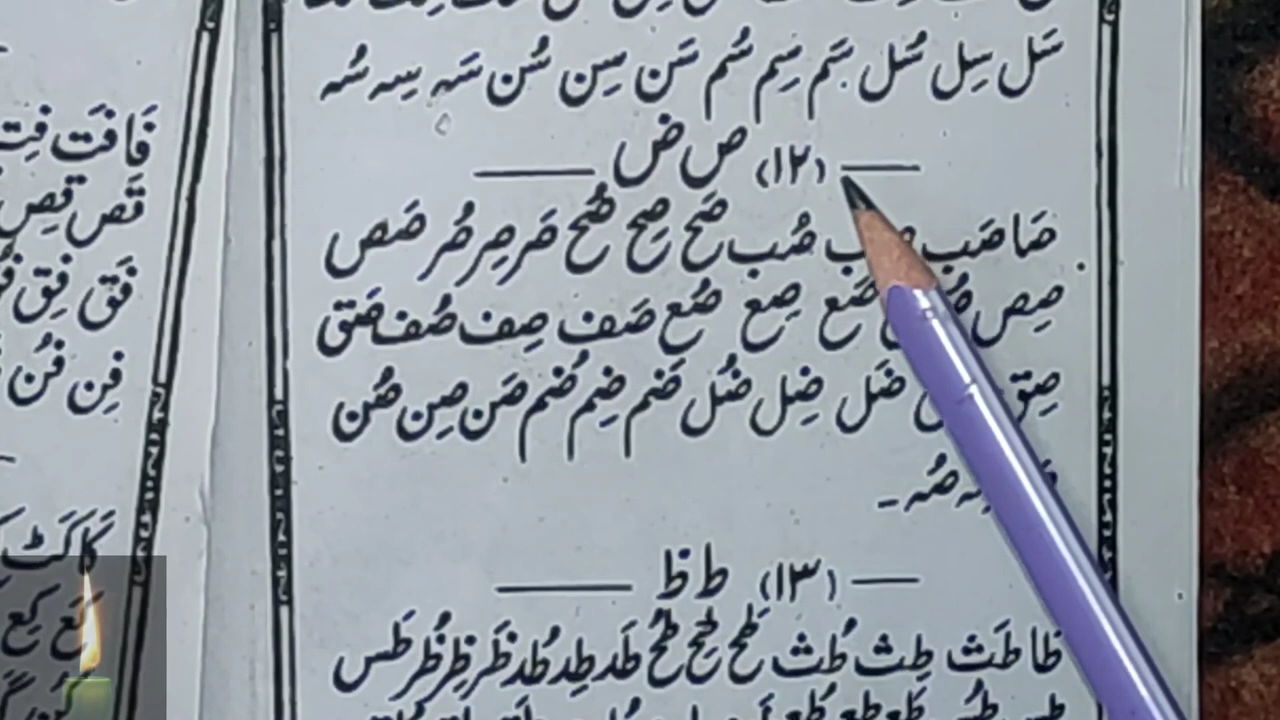 سَل سِل سُل سَم سِم سُم سَن سِن سُن سَہ سِہ سُہ
(۱۲) ص ض
صَا صَب صِب صُب صَح صِح صُح صَر صِر صُر صَص
صِص صَع صِع صُع صَف صِف صُف صَق
صِق ضَل ضِل ضُل ضَم ضِم ضُم صَن صِن صُن
صُہ ۔
(۱۳) ط ظ
طَا طَث طِث طُث طَح طِح طُح طَد طِد طُد ظَر ظِر ظُر طَس
فَا فَت فِت
قَص قِص
فَق فِق
فِن فُن
کَا کَٹ
کَع کِع